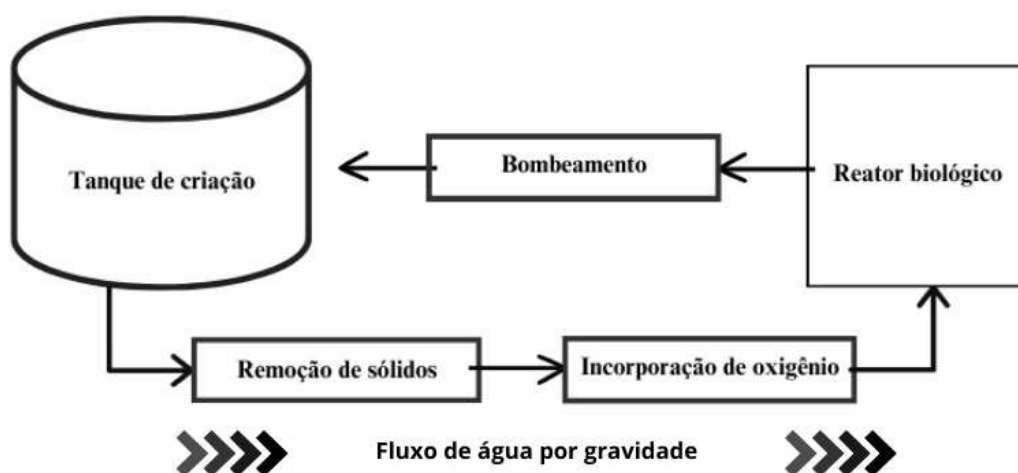 Tanque de criação
Bombeamento
Reator biológico
Remoção de sólidos
Incorporação de oxigênio
Fluxo de água por gravidade